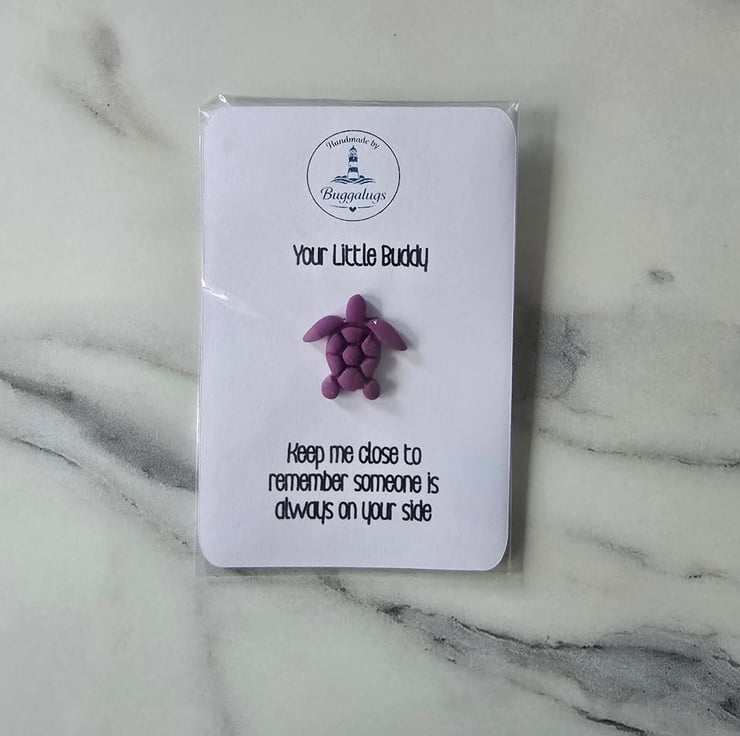 Handmade by
Buggalugs
Your Little Buddy
Keep me close to
remember someone is
always on your side